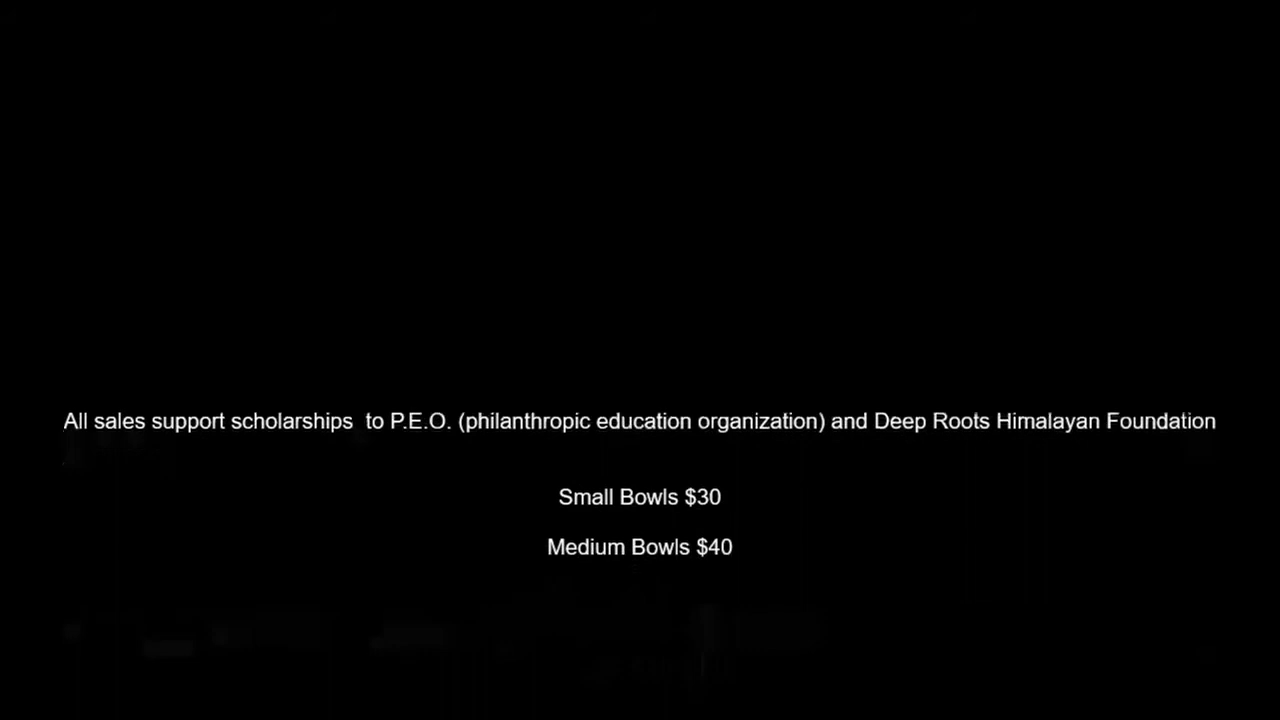 All sales support scholarships  to P.E.O. (philanthropic education organization) and Deep Roots Himalayan Foundation
Small Bowls $30
Medium Bowls $40